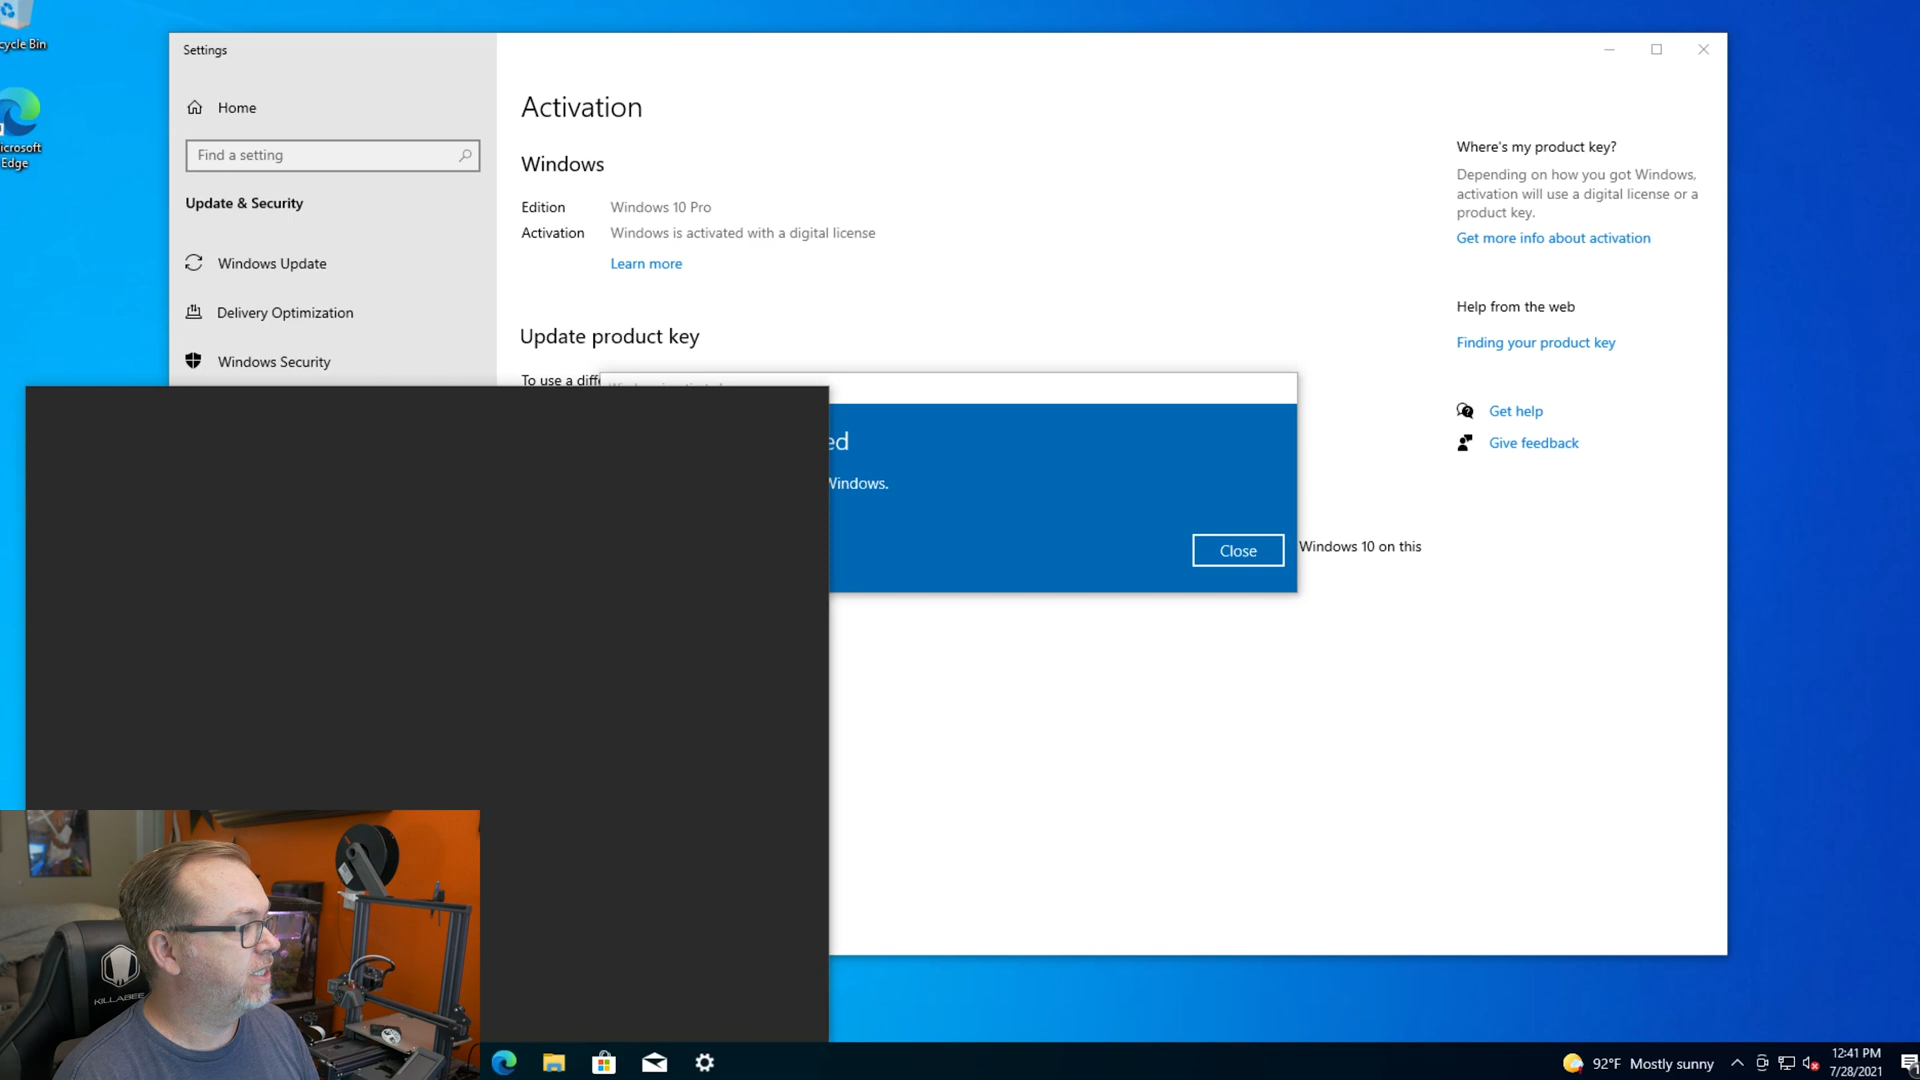 cycle Bin
icrosoft
Edge
Settings
Home
Find a setting
Update & Security
Windows Update
Delivery Optimization
Windows Security
Activation
Windows
Edition Windows 10 Pro
Activation Windows is activated with a digital license
Learn more
Update product key
To use a diff
ed
Windows.
Close
Windows 10 on this
Where's my product key?
Depending on how you got Windows,
activation will use a digital license or a
product key.
Get more info about activation
Help from the web
Finding your product key
Get help
Give feedback
KILLABEE
92°F Mostly sunny
12:41 PM
7/28/2021
1